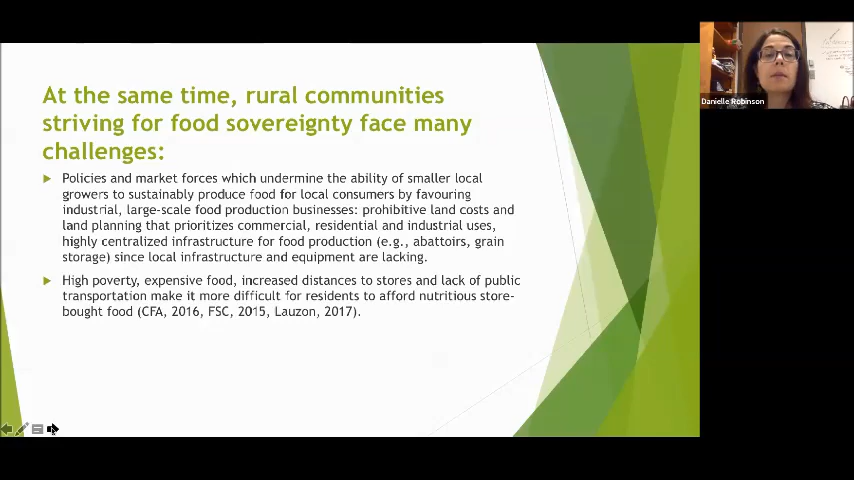 At the same time, rural communities
striving for food sovereignty face many
challenges:
Policies and market forces which undermine the ability of smaller local
growers to sustainably produce food for local consumers by favouring
industrial, large-scale food production businesses: prohibitive land costs and
land planning that prioritizes commercial, residential and industrial uses,
highly centralized infrastructure for food production (e.g., abattoirs, grain
storage) since local infrastructure and equipment are lacking.
High poverty, expensive food, increased distances to stores and lack of public
transportation make it more difficult for residents to afford nutritious store-
bought food (CFA, 2016, FSC, 2015, Lauzon, 2017).
Danielle Robinson